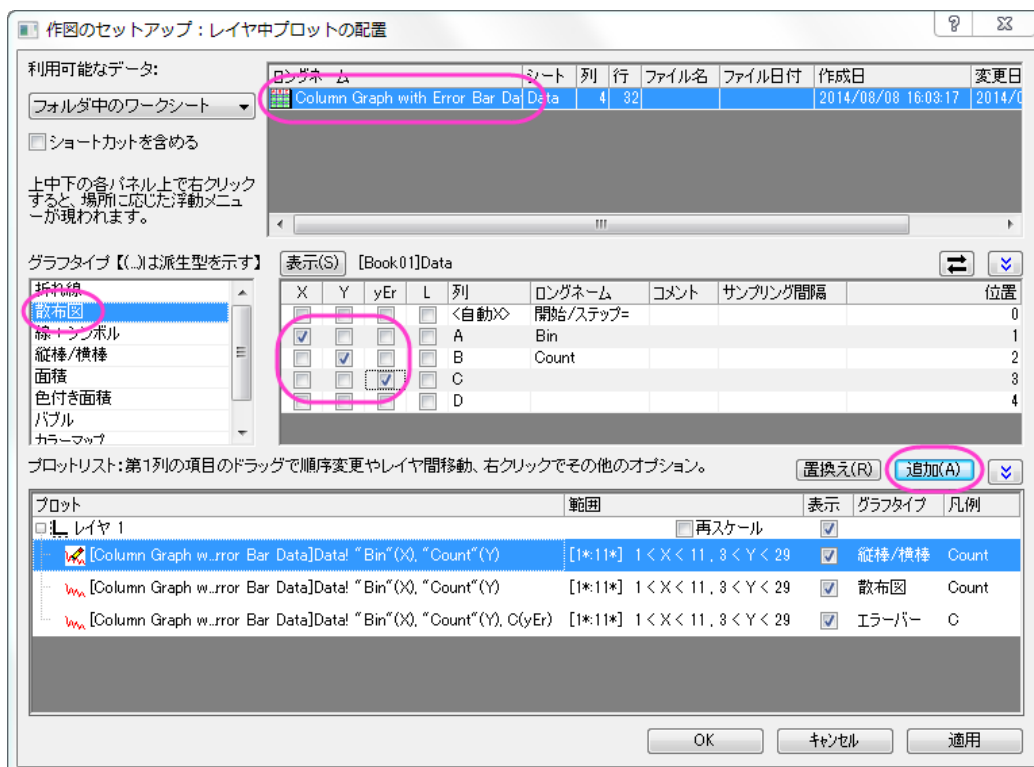 作図のセットアップ：レイヤ中プロットの配置
利用可能なデータ:
フォルダ中のワークシート
ショートカットを含める
上中下の各パネル上で右クリック
すると、場所に応じた浮動メニュ
ーが現われます。
ロングネーム シート 列 行 ファイル名 ファイル日付 作成日 変更日
Column Graph with Error Bar Da Data 4 32 2014/08/08 16:03:17 2014/0
グラフタイプ【(...)は派生型を示す】
折れ線
散布図
線+シンボル
縦棒/横棒
面積
色付き面積
バブル
カラーマップ
表示(S) [Book01]Data
X Y yEr L 列 ロングネーム コメント サンプリング間隔 位置
<自動X> 開始/ステップ= 0
A Bin 1
B Count 2
C 3
D 4
プロットリスト:第1列の項目のドラッグで順序変更やレイヤ間移動、右クリックでその他のオプション。
置換え(R) 追加(A)
プロット 範囲 表示 グラフタイプ 凡例
レイヤ 1 再スケール
[Column Graph w...rror Bar Data]Data! "Bin"(X), "Count"(Y) [1*:11*] 1 < X < 11 , 3 < Y < 29 縦棒/横棒 Count
[Column Graph w...rror Bar Data]Data! "Bin"(X), "Count"(Y) [1*:11*] 1 < X < 11 , 3 < Y < 29 散布図 Count
[Column Graph w...rror Bar Data]Data! "Bin"(X), "Count"(Y), C(yEr) [1*:11*] 1 < X < 11 , 3 < Y < 29 エラーバー C
OK キャンセル 適用